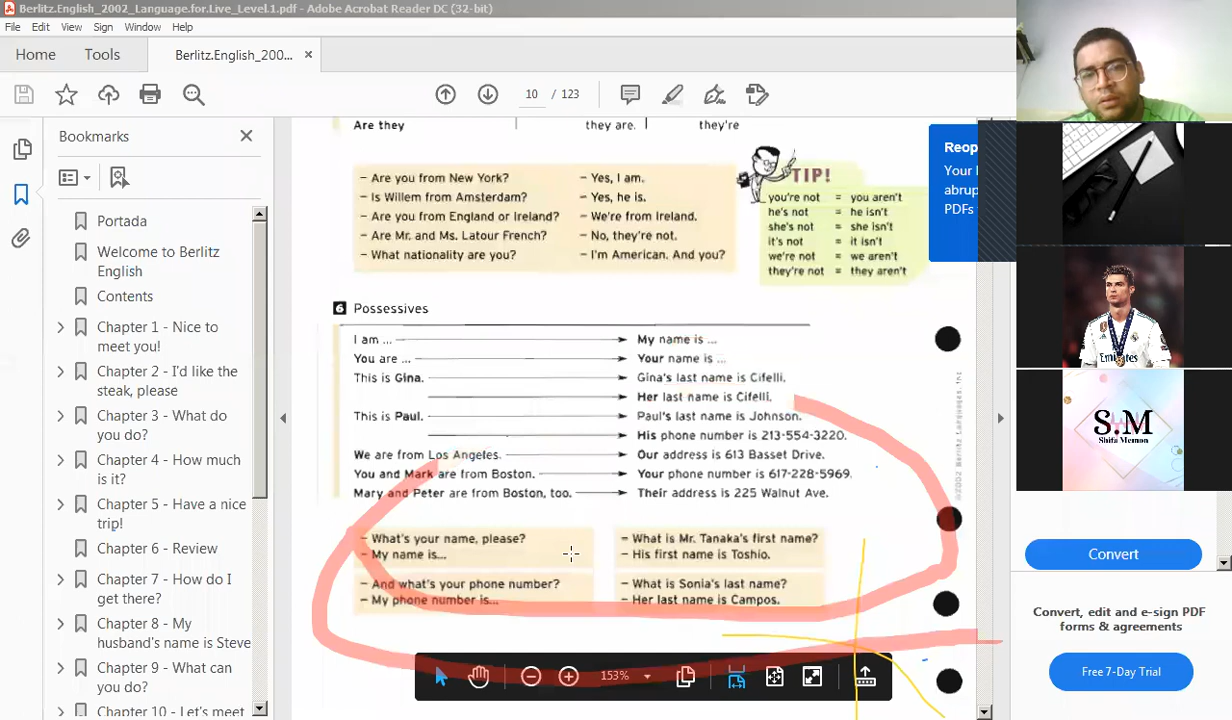 Berlitz.English_2002_Language.for.Live_Level.1.pdf - Adobe Acrobat Reader DC (32-bit)
File Edit View Sign Window Help
Home Tools Berlitz.English_200... ×
10 / 123
Bookmarks
Portada
Welcome to Berlitz
English
Contents
Chapter 1 - Nice to
meet you!
Chapter 2 - I'd like the
steak, please
Chapter 3 - What do
you do?
Chapter 4 - How much
is it?
Chapter 5 - Have a nice
trip!
Chapter 6 - Review
Chapter 7 - How do I
get there?
Chapter 8 - My
husband's name is Steve
Chapter 9 - What can
you do?
Chapter 10 - Let's meet
Are they they are. they're
– Are you from New York? – Yes, I am.
– Is Willem from Amsterdam? – Yes, he is.
– Are you from England or Ireland? – We're from Ireland.
– Are Mr. and Ms. Latour French? – No, they're not.
– What nationality are you? – I'm American. And you?
TIP!
you're not = you aren't
he's not = he isn't
she's not = she isn't
it's not = it isn't
we're not = we aren't
they're not = they aren't
6 Possessives
I am ... My name is ...
You are ... Your name is ...
This is Gina. Gina's last name is Cifelli.
Her last name is Cifelli.
This is Paul. Paul's last name is Johnson.
His phone number is 213-554-3220.
We are from Los Angeles. Our address is 613 Basset Drive.
You and Mark are from Boston. Your phone number is 617-228-5969.
Mary and Peter are from Boston, too. Their address is 225 Walnut Ave.
– What's your name, please?
– My name is...
– And what's your phone number?
– My phone number is...
– What is Mr. Tanaka's first name?
– His first name is Toshio.
– What is Sonia's last name?
– Her last name is Campos.
©2002 Berlitz Languages, Inc
153%
Reop
Your
abrup
PDFs
Fly
Emirates
S.M
Shifa Memon
Convert
Convert, edit and e-sign PDF
forms & agreements
Free 7-Day Trial